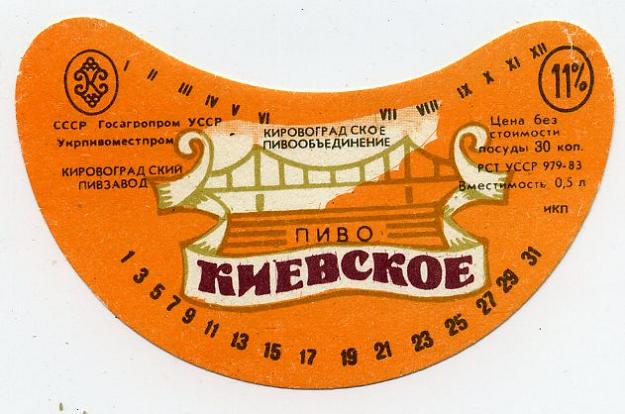 I II III IV V VI VII VIII IX X XI XII
11%
СССР Госагропром УССР
Укрпивоместпром
КИРОВОГРАДСКИЙ
ПИВЗАВОД
КИРОВОГРАДСКОЕ
ПИВООБЪЕДИНЕНИЕ
Цена без
стоимости
посуды 30 коп.
РСТ УССР 979-83
Вместимость 0,5 л
ИКП
ПИВО
КИЕВСКОЕ
1 3 5 7 9 11 13 15 17 19 21 23 25 27 29 31